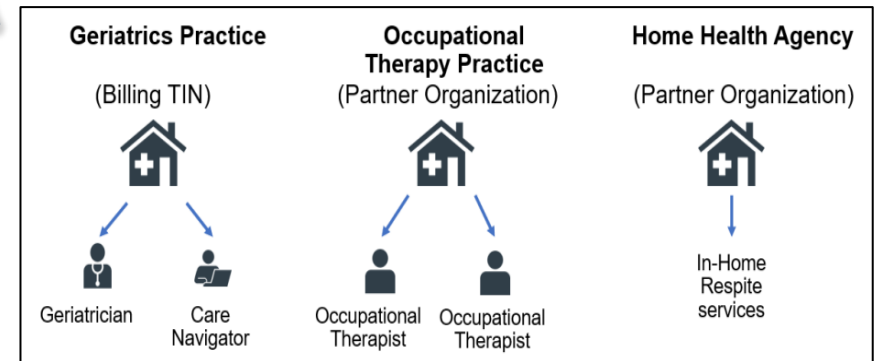 Geriatrics Practice
(Billing TIN)
Geriatrician
Care
Navigator
Occupational
Therapy Practice
(Partner Organization)
Occupational
Therapist
Occupational
Therapist
Home Health Agency
(Partner Organization)
In-Home
Respite
services